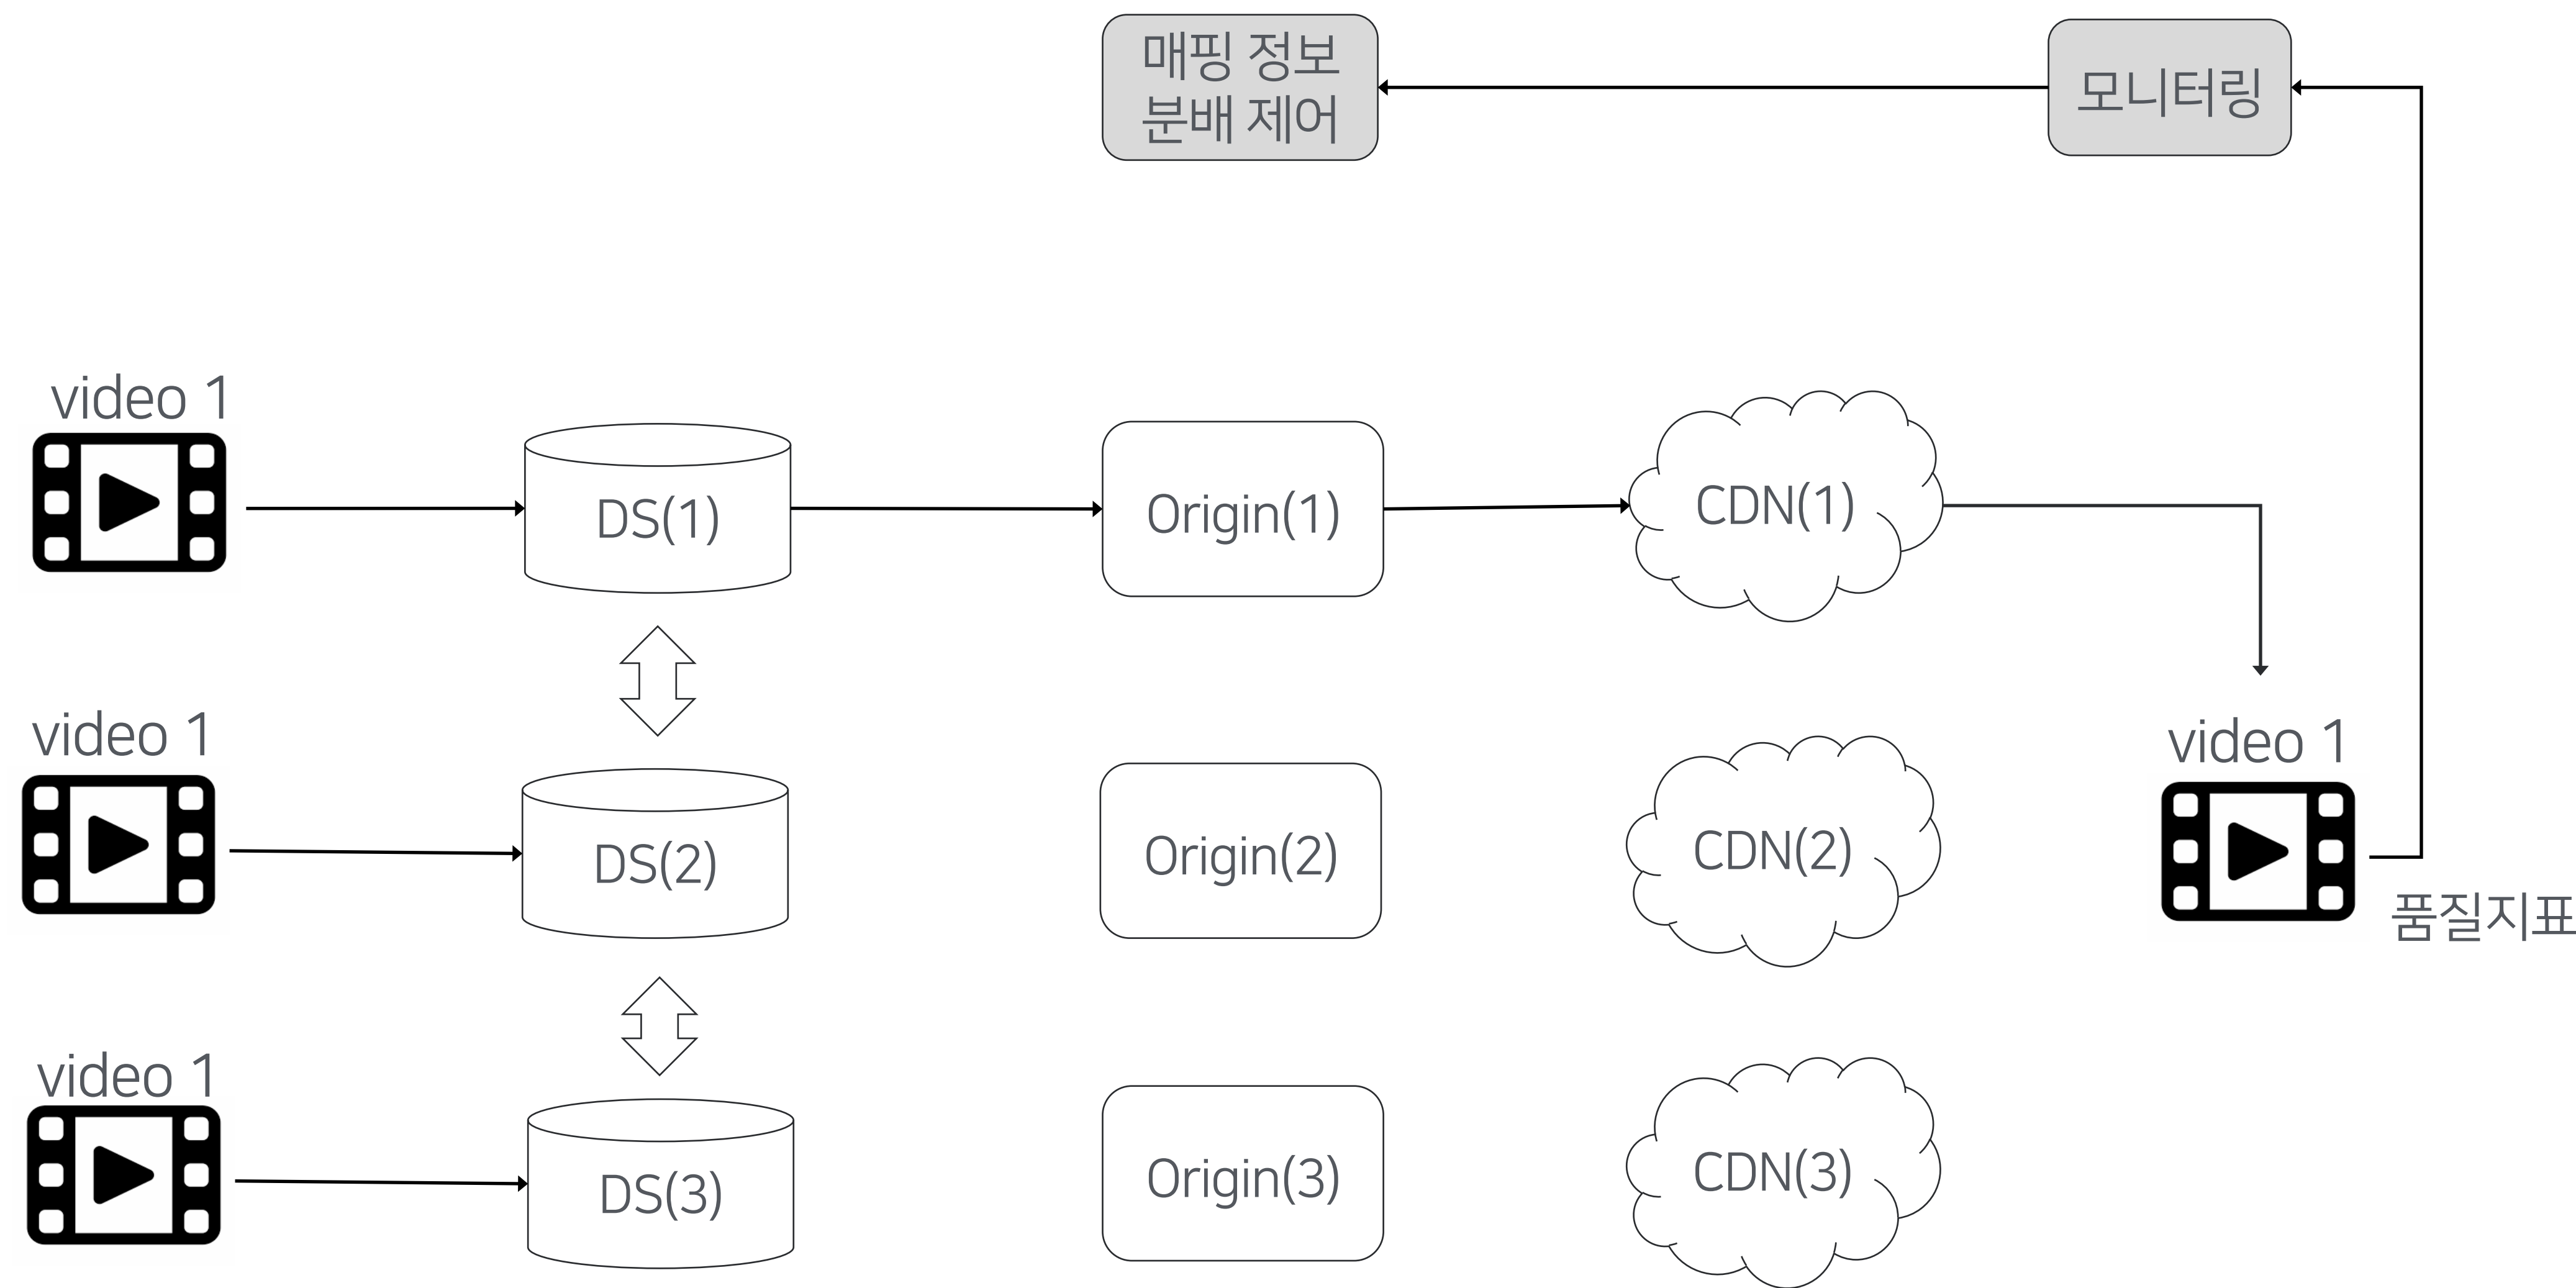 매핑 정보
분배 제어
모니터링
video 1
DS(1)
Origin(1)
CDN(1)
video 1
DS(2)
Origin(2)
CDN(2)
video 1
품질지표
video 1
DS(3)
Origin(3)
CDN(3)